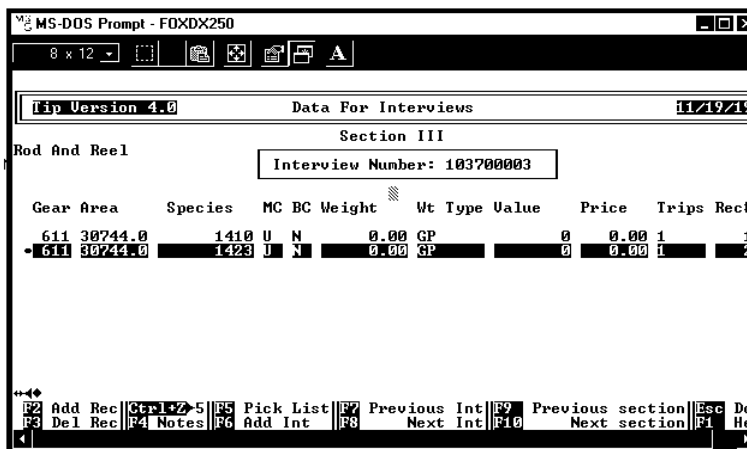 MS-DOS Prompt - FOXDX250
8 x 12
A
Tip Version 4.0 Data For Interviews 11/19/19
Section III
Rod And Reel
Interview Number: 103700003
Gear Area Species MC BC Weight Wt Type Value Price Trips Rec#
611 30744.0 1410 U N 0.00 GP 0 0.00 1 1
611 30744.0 1423 U N 0.00 GP 0 0.00 1 2
F2 Add Rec Ctrl+Z 5 F5 Pick List F7 Previous Int F9 Previous section Esc
F3 Del Rec F4 Notes F6 Add Int F8 Next Int F10 Next section F1